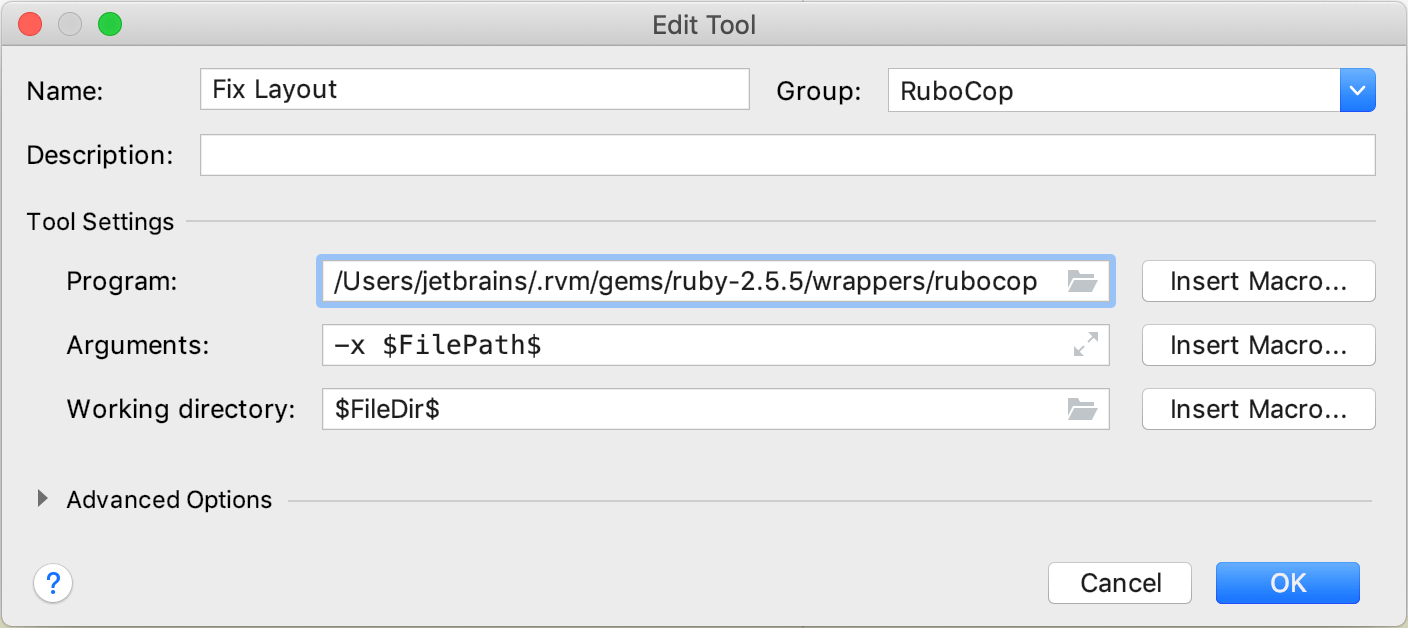 Edit Tool
Name: Fix Layout Group: RuboCop
Description:
Tool Settings
Program: /Users/jetbrains/.rvm/gems/ruby-2.5.5/wrappers/rubocop Insert Macro...
Arguments: -x $FilePath$ Insert Macro...
Working directory: $FileDir$ Insert Macro...
Advanced Options
? Cancel OK